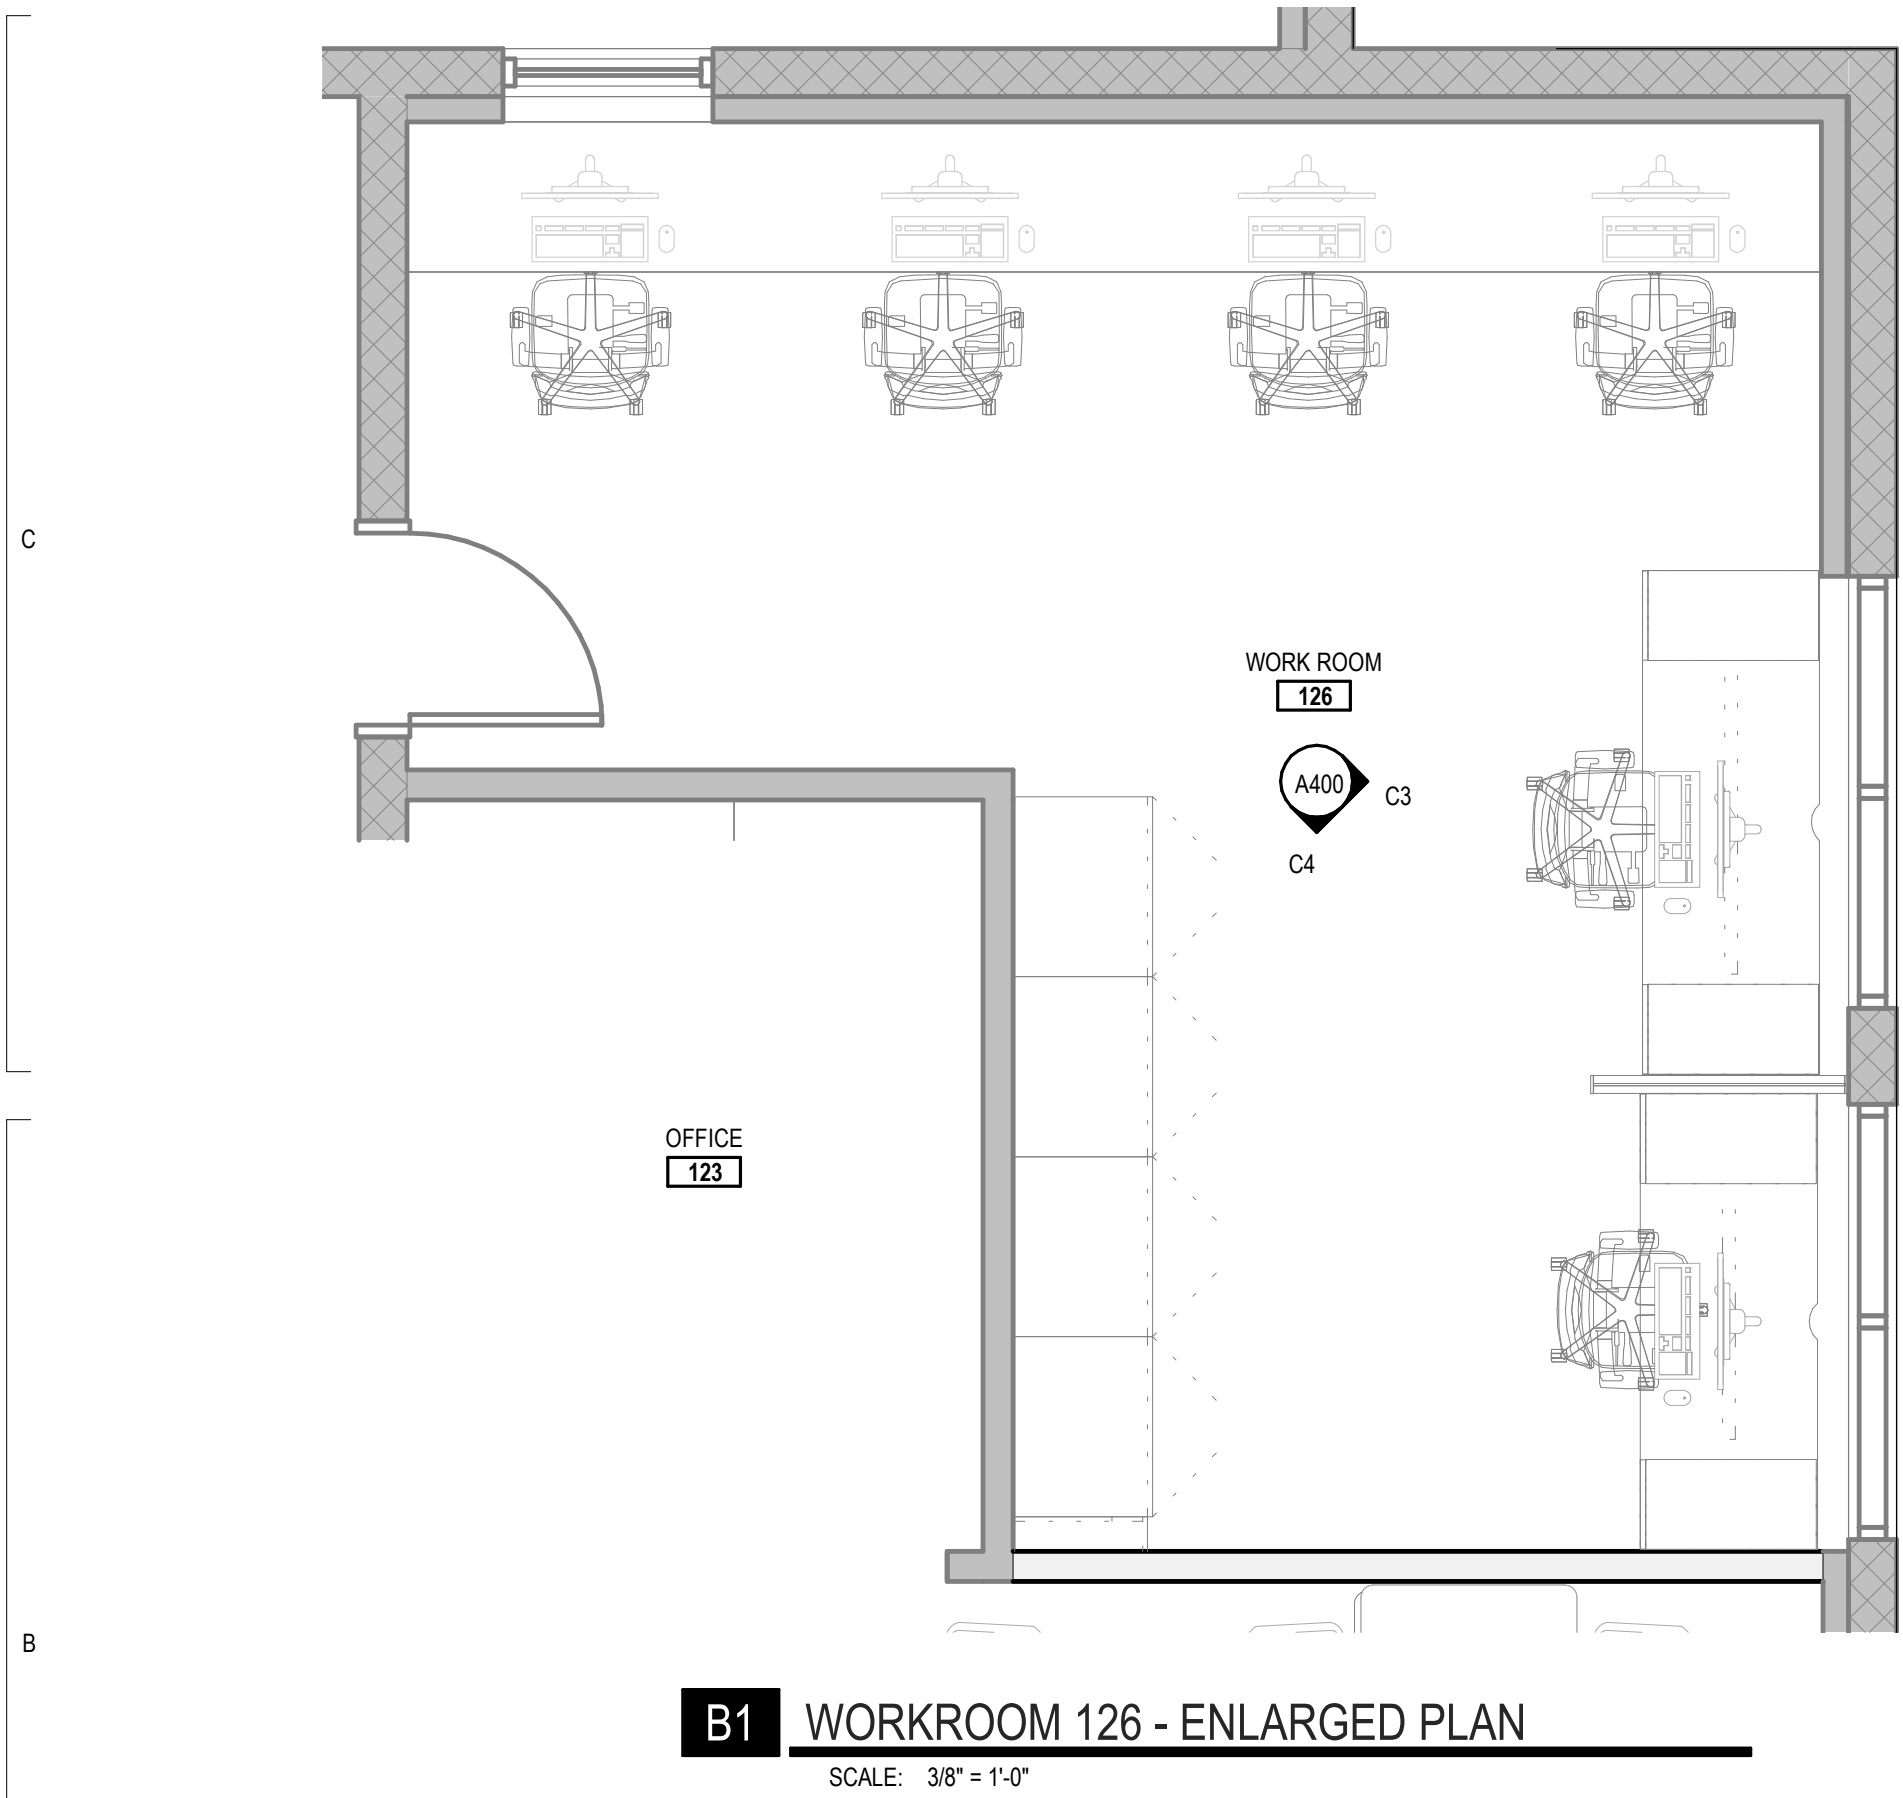 C
WORK ROOM
126
A400
C3
C4
OFFICE
123
B
B1
WORKROOM 126 - ENLARGED PLAN
SCALE: 3/8" = 1'-0"